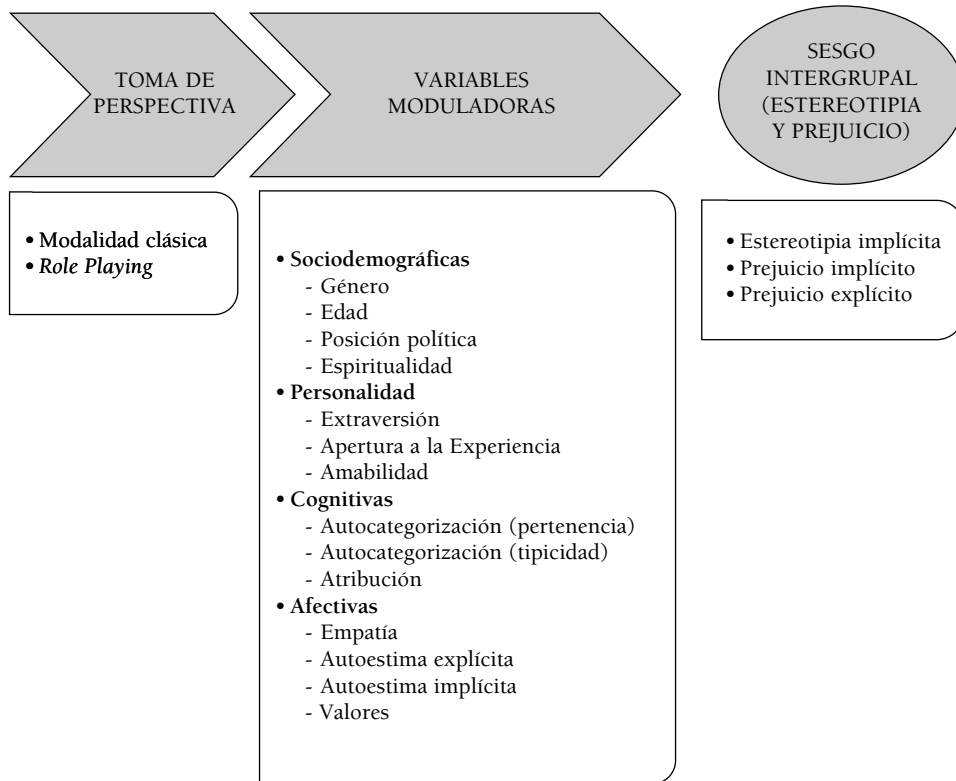 TOMA DE
PERSPECTIVA
• Modalidad clásica
• Role Playing
VARIABLES
MODULADORAS
• Sociodemográficas
- Género
- Edad
- Posición política
- Espiritualidad
• Personalidad
- Extraversión
- Apertura a la Experiencia
- Amabilidad
• Cognitivas
- Autocategorización (pertenencia)
- Autocategorización (tipicidad)
- Atribución
• Afectivas
- Empatía
- Autoestima explícita
- Autoestima implícita
- Valores
SESGO
INTERGRUPAL
(ESTEREOTIPIA
Y PREJUICIO)
• Estereotipia implícita
• Prejuicio implícito
• Prejuicio explícito